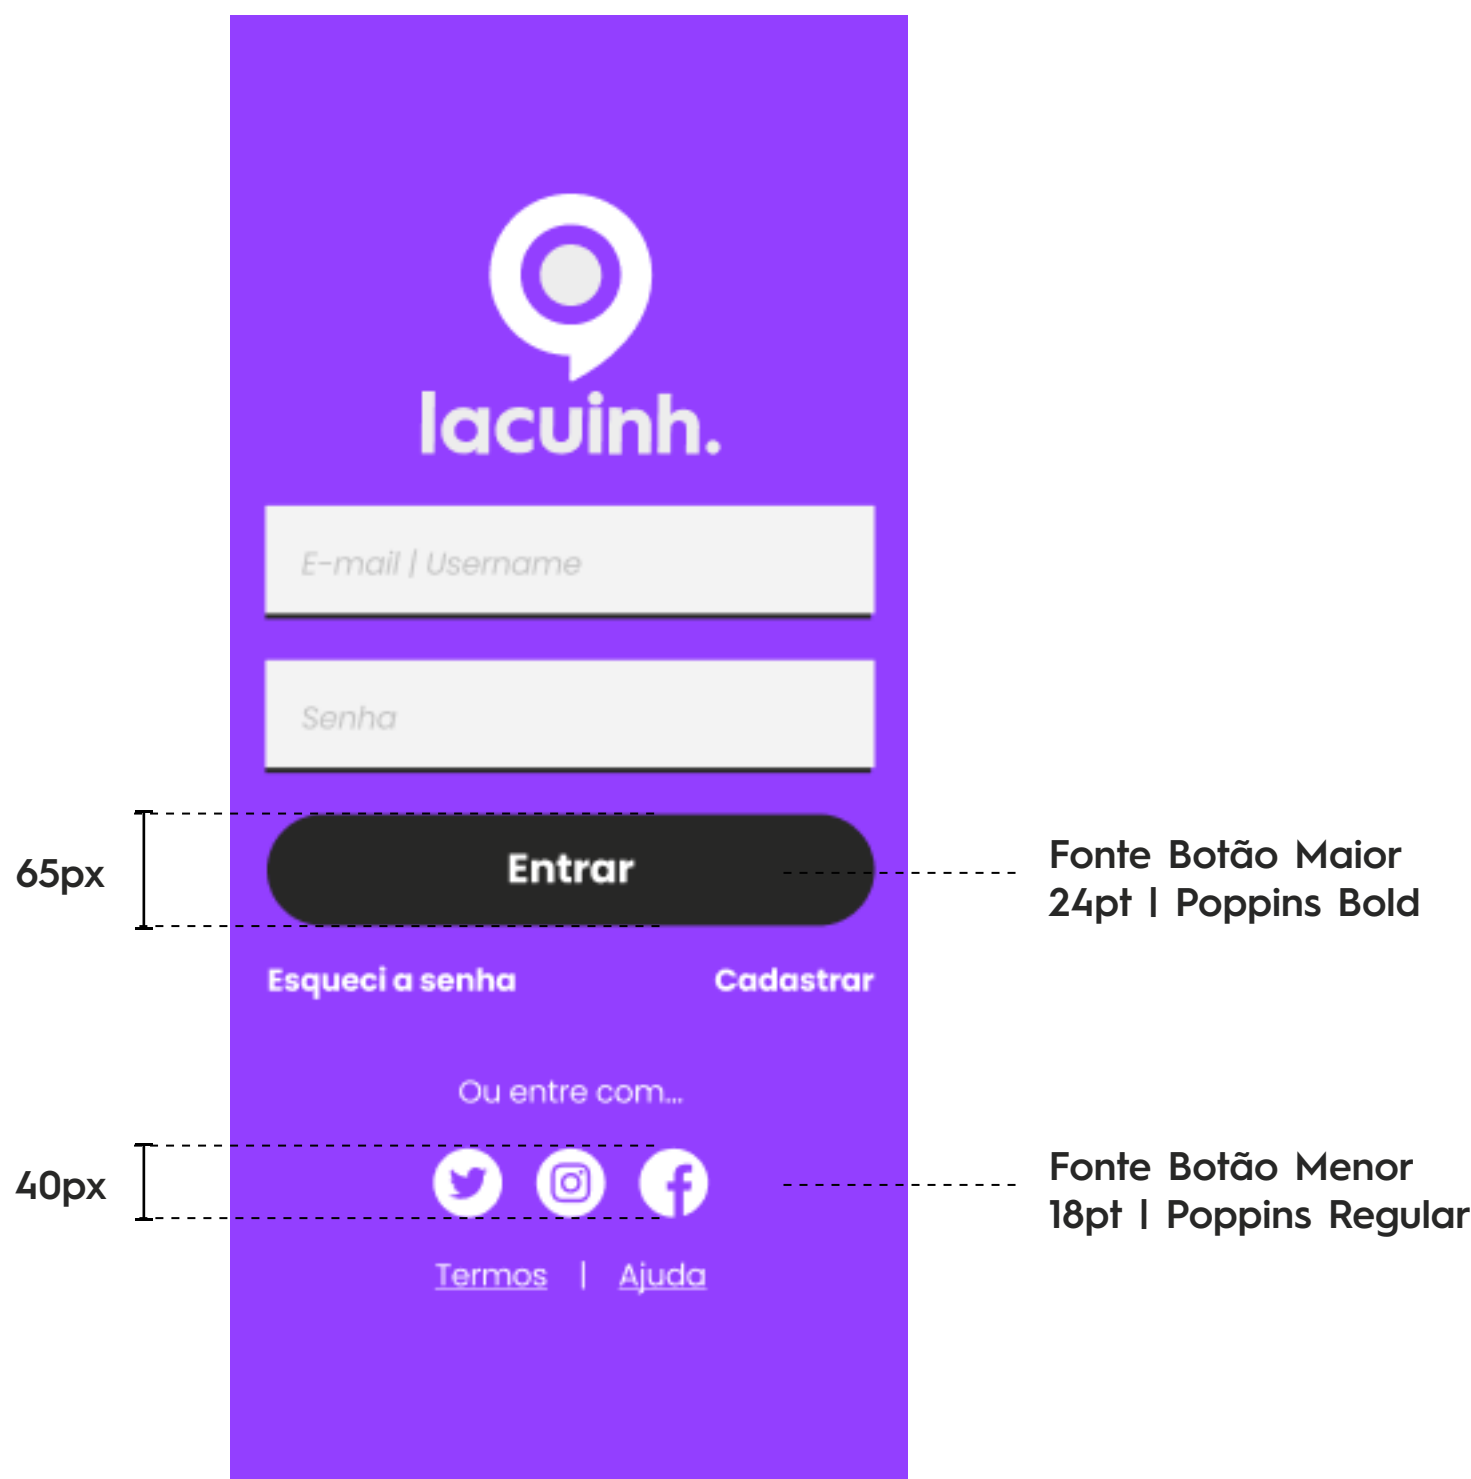 lacuinh.
E-mail | Username
Senha
65px
Entrar
Fonte Botão Maior
24pt | Poppins Bold
Esqueci a senha
Cadastrar
Ou entre com...
40px
Fonte Botão Menor
18pt | Poppins Regular
Termos | Ajuda